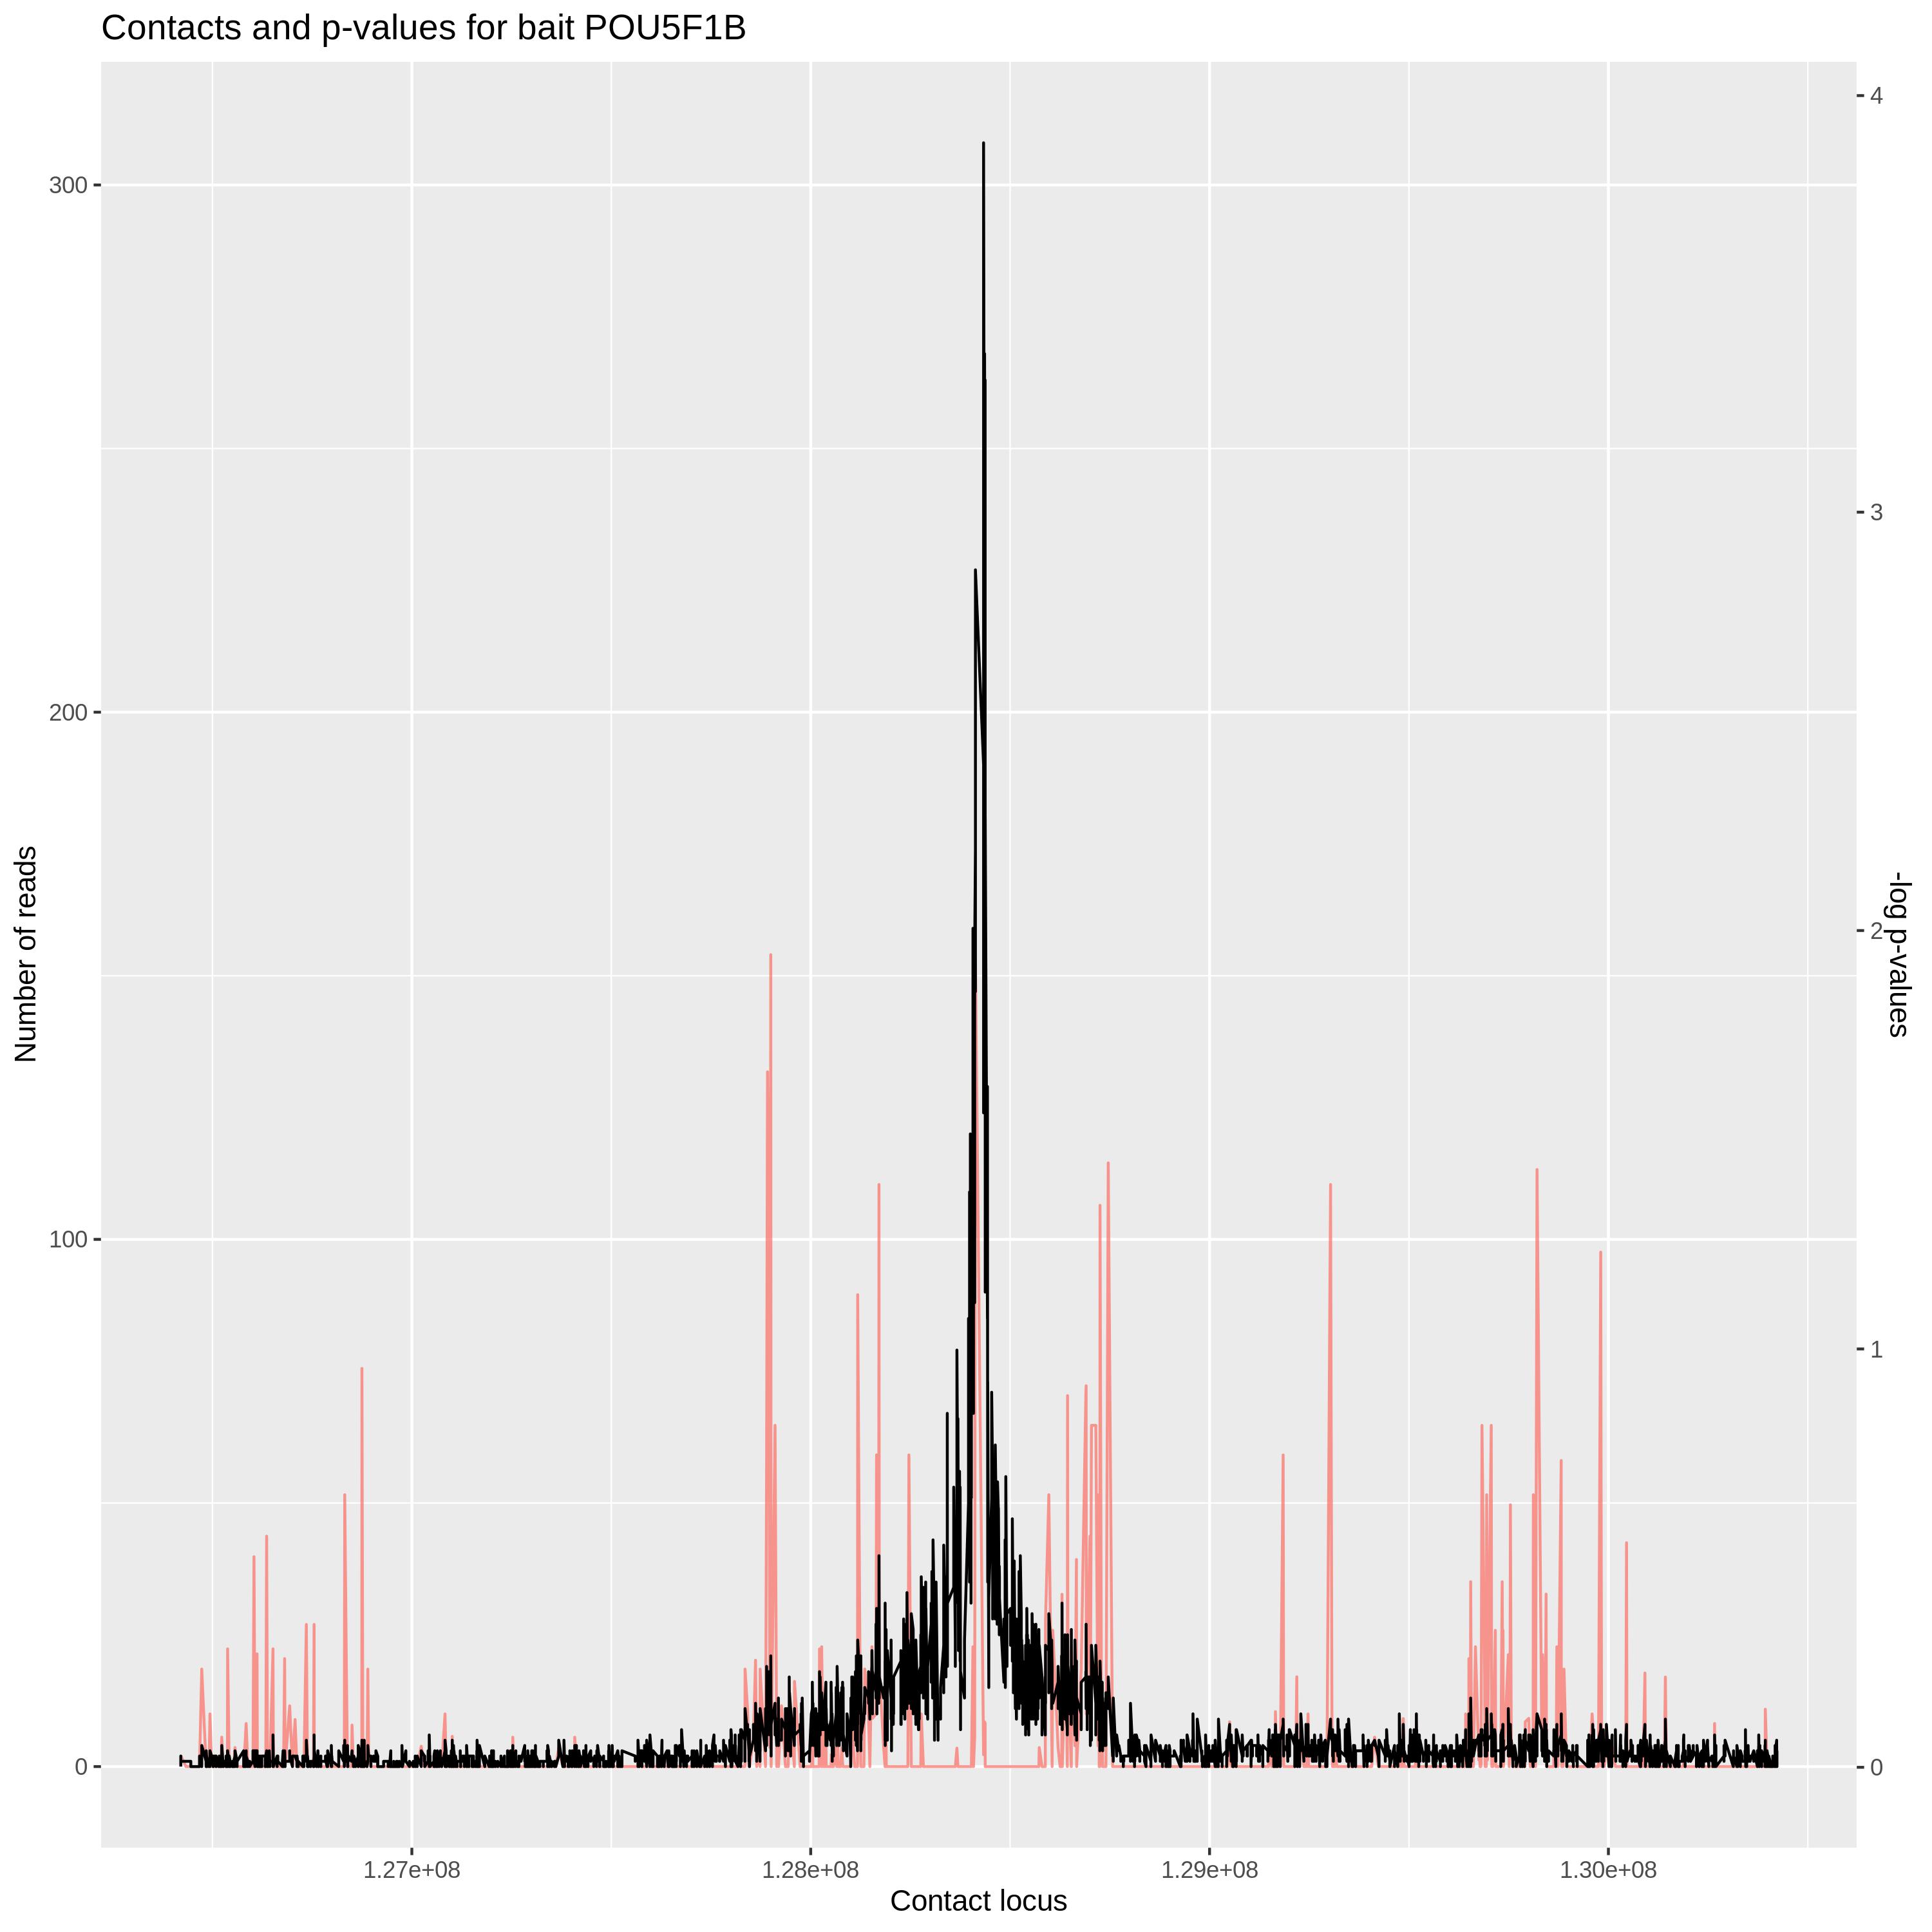 Contacts and p-values for bait POU5F1B
4
300
3
200
Number of reads
2
-log p-values
100
1
0
0
1.27e+08
1.28e+08
1.29e+08
1.30e+08
Contact locus